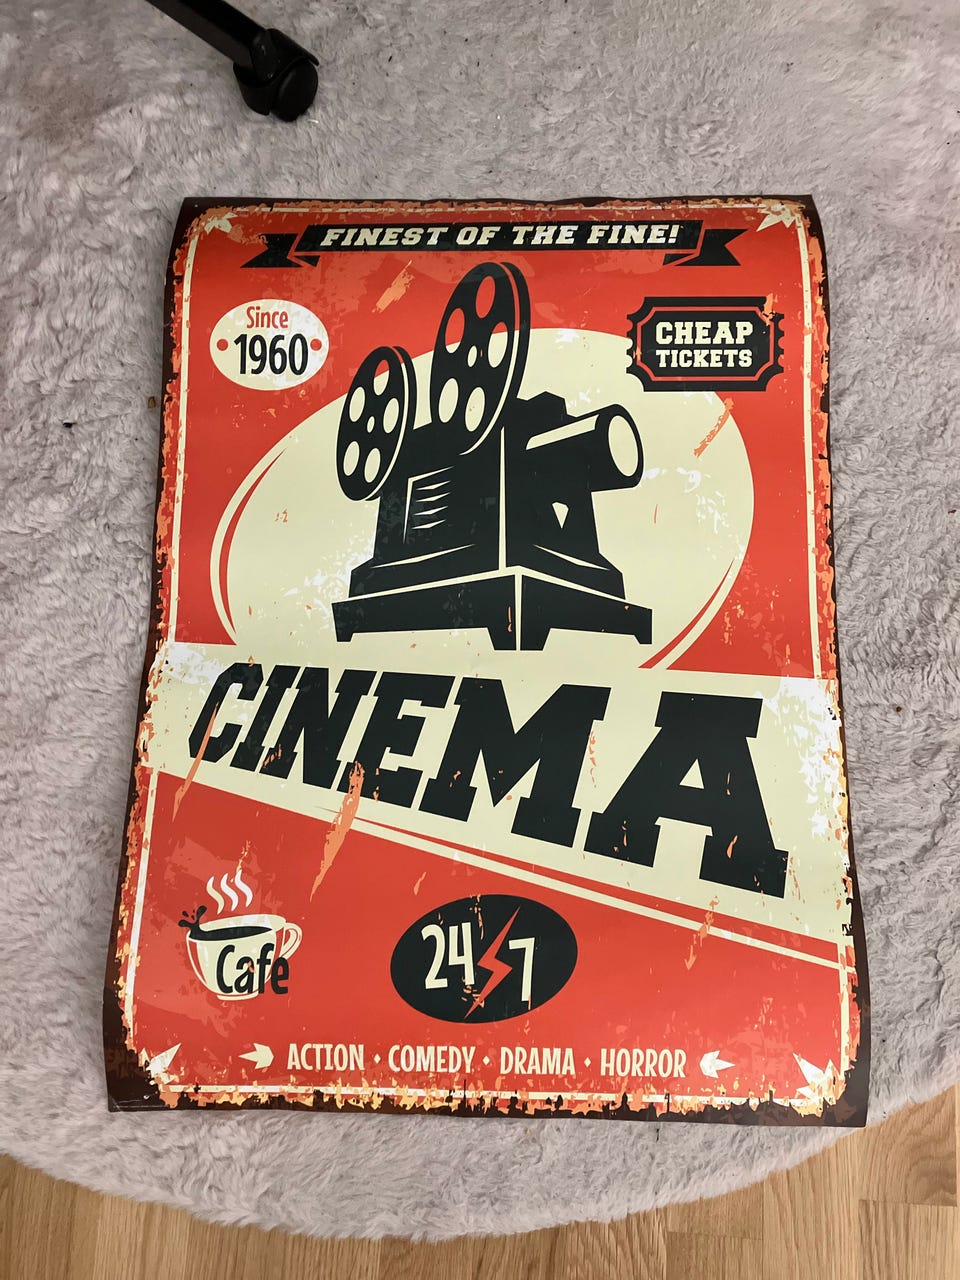 FINEST OF THE FINE!
Since
1960
CHEAP
TICKETS
CINEMA
Cafe
24/7
ACTION • COMEDY • DRAMA • HORROR